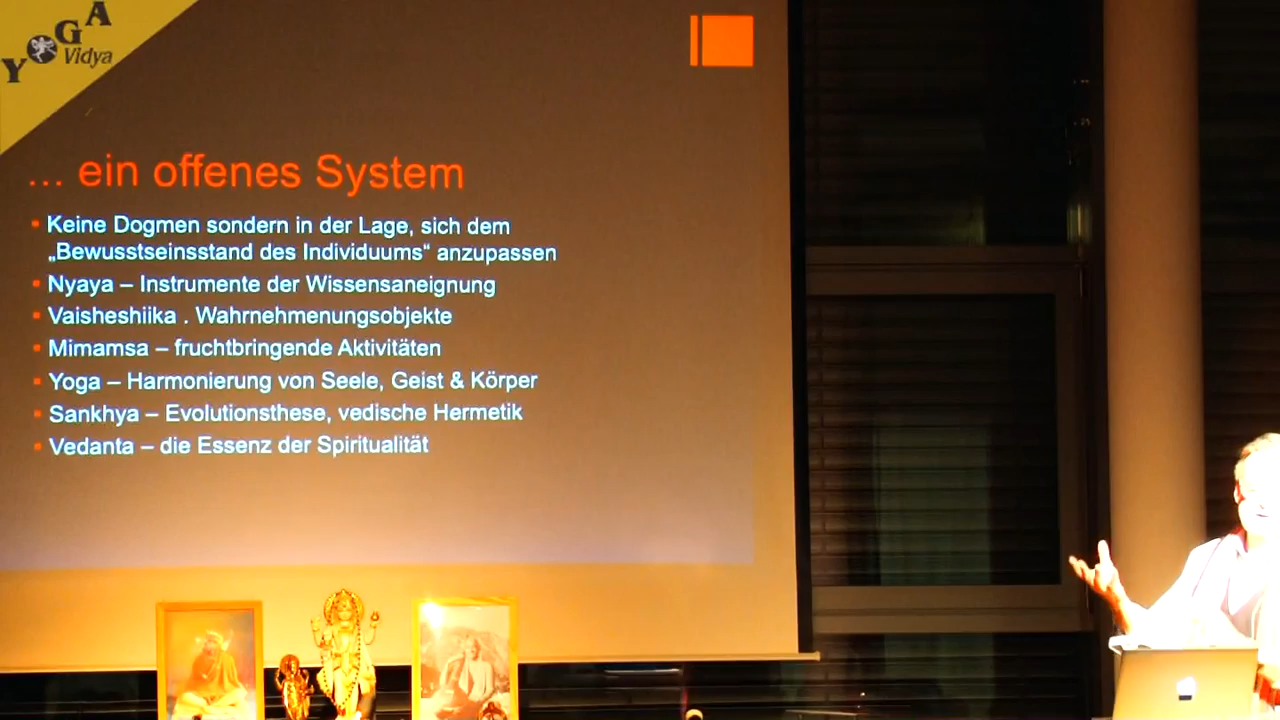 YOGA
Vidya
... ein offenes System
Keine Dogmen sondern in der Lage, sich dem
„Bewusstseinsstand des Individuums“ anzupassen
Nyaya – Instrumente der Wissensaneignung
Vaisheshiika . Wahrnehmenungsobjekte
Mimamsa – fruchtbringende Aktivitäten
Yoga – Harmonierung von Seele, Geist & Körper
Sankhya – Evolutionsthese, vedische Hermetik
Vedanta – die Essenz der Spiritualität